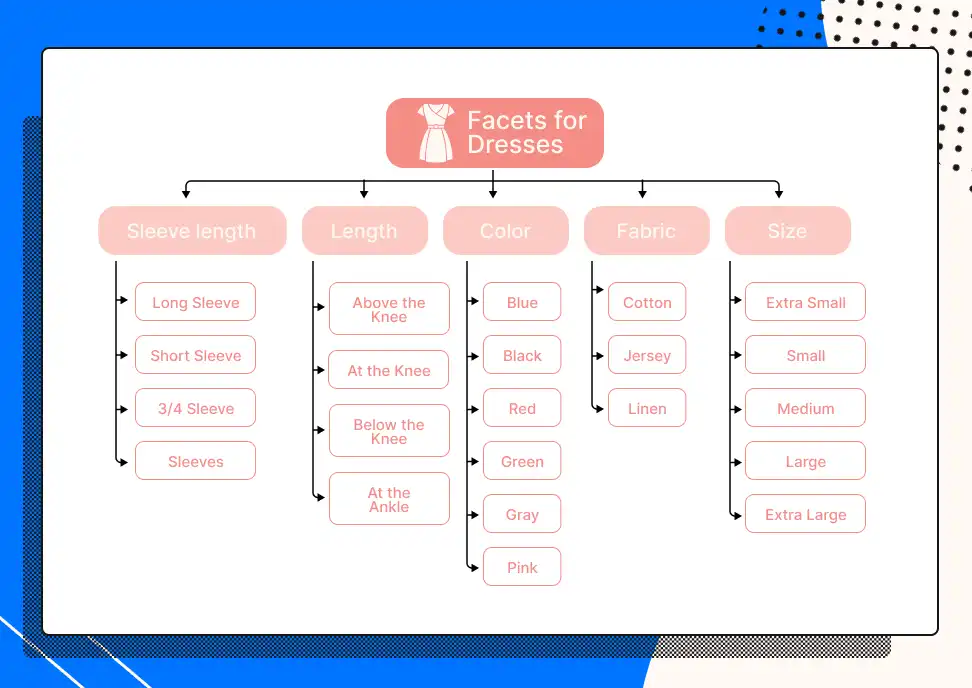 Facets for
Dresses
Sleeve length
Length
Color
Fabric
Size
Long Sleeve
Short Sleeve
3/4 Sleeve
Sleeves
Above the
Knee
At the Knee
Below the
Knee
At the
Ankle
Blue
Black
Red
Green
Gray
Pink
Cotton
Jersey
Linen
Extra Small
Small
Medium
Large
Extra Large